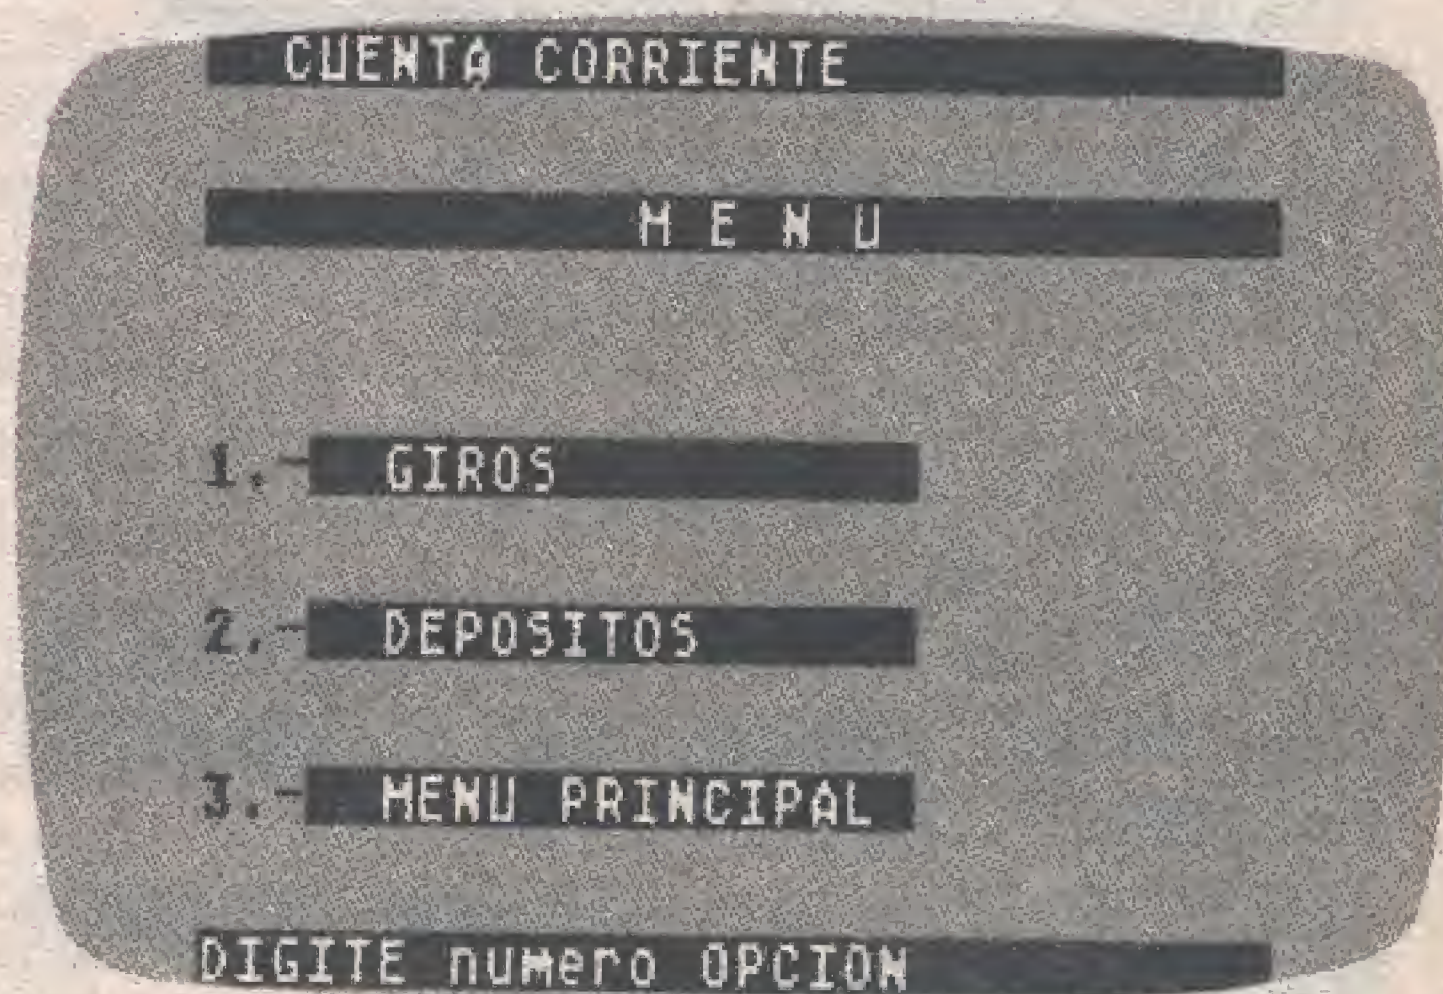 CUENTA CORRIENTE
M E N U
1.- GIROS
2.- DEPOSITOS
3.- MENU PRINCIPAL
DIGITE numero OPCION